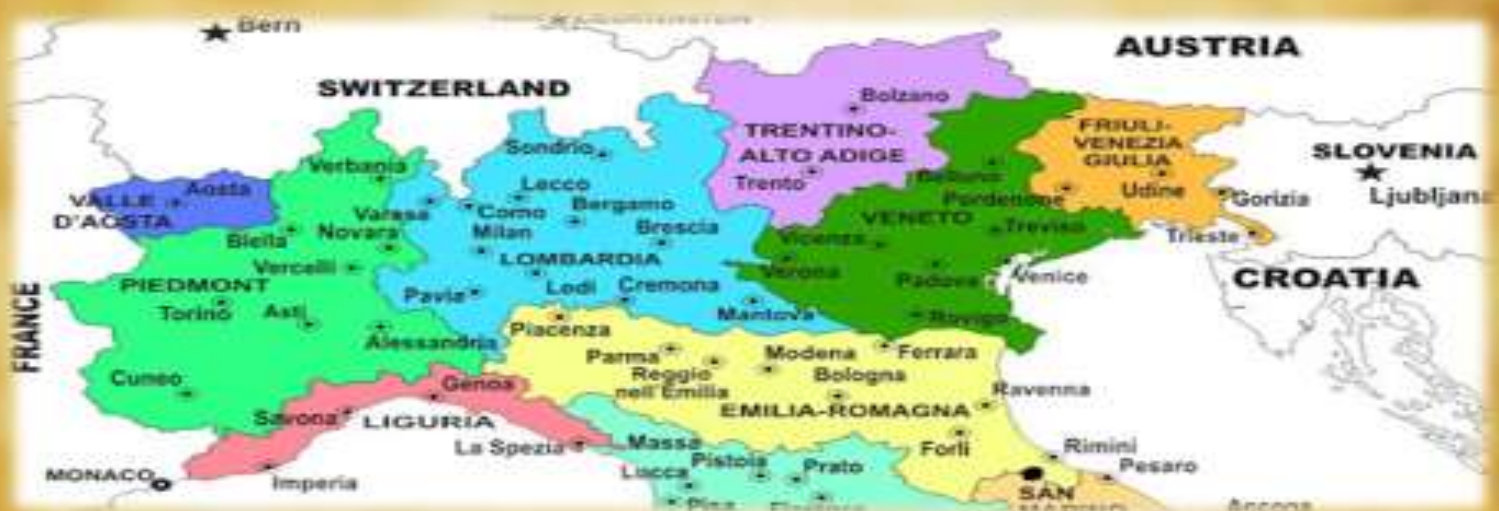 Bern
AUSTRIA
SWITZERLAND
Bolzano
TRENTINO-
ALTO ADIGE
Trento
FRIULI-
VENEZIA
GIULIA
Udine
SLOVENIA
Ljubljana
Gorizia
Trieste
Pordenone
Belluno
Sondrio
Verbania
Lecco
Aosta
VALLE
D'AOSTA
Varasa
Como
Bergamo
Novara
Milan
Brescia
Biella
VENETO
Treviso
Vicenza
Verona
Padova
Venice
Rovigo
CROATIA
Vercelli
LOMBARDIA
PIEDMONT
Torino
Asti
Pavia
Lodi
Cremona
Mantova
FRANCE
Alessandria
Piacenza
Parma
Reggio
nell'Emilia
Modena
Bologna
Ferrara
Ravenna
Cuneo
Genoa
Savona
LIGURIA
EMILIA-ROMAGNA
La Spezia
Massa
Forli
Rimini
Pistoia
Prato
Pesaro
MONACO
Imperia
Lucca
Pisa
SAN